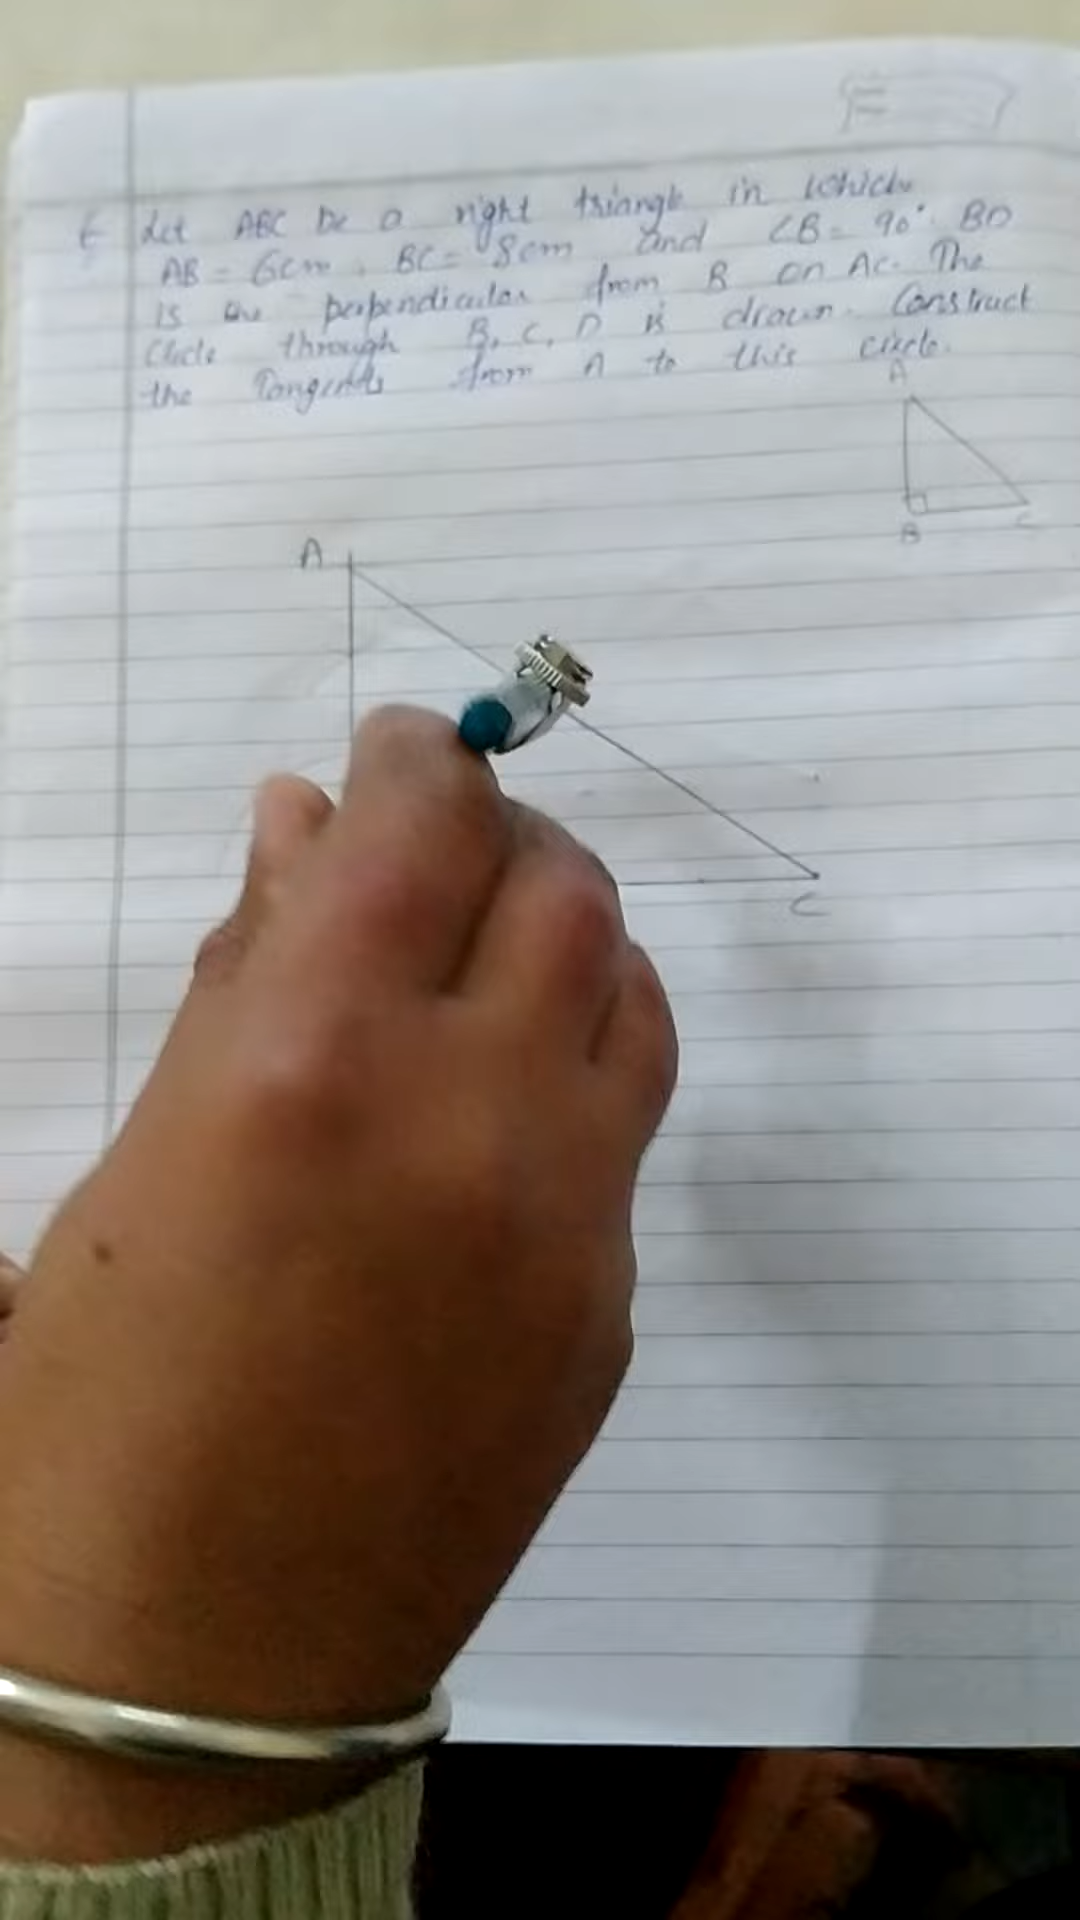 Let ABC be a right triangle in which
AB = 6cm, BC = 8cm and ∠B = 90°. BD
is the perpendicular from B on AC. The
Circle through B, C, D is drawn. Construct
the Tangents from A to this circle.
A
B
C
A
C